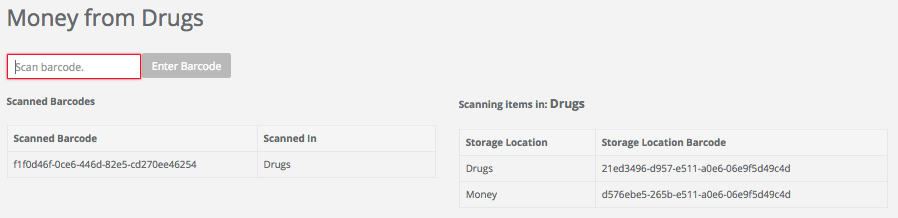 Money from Drugs
Scan barcode.
Enter Barcode
Scanned Barcodes
Scanned Barcode Scanned In
f1f0d46f-0ce6-446d-82e5-cd270ee46254 Drugs
Scanning items in: Drugs
Storage Location Storage Location Barcode
Drugs 21ed3496-d957-e511-a0e6-06e9f5d49c4d
Money d576ebe5-265b-e511-a0e6-06e9f5d49c4d